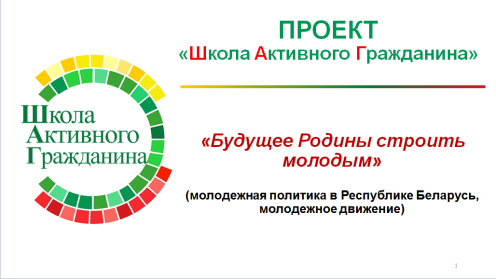 ПРОЕКТ
«Школа Активного Гражданина»
Школа
Активного
Гражданина
«Будущее Родины строить
молодым»
(молодежная политика в Республике Беларусь,
молодежное движение)
1